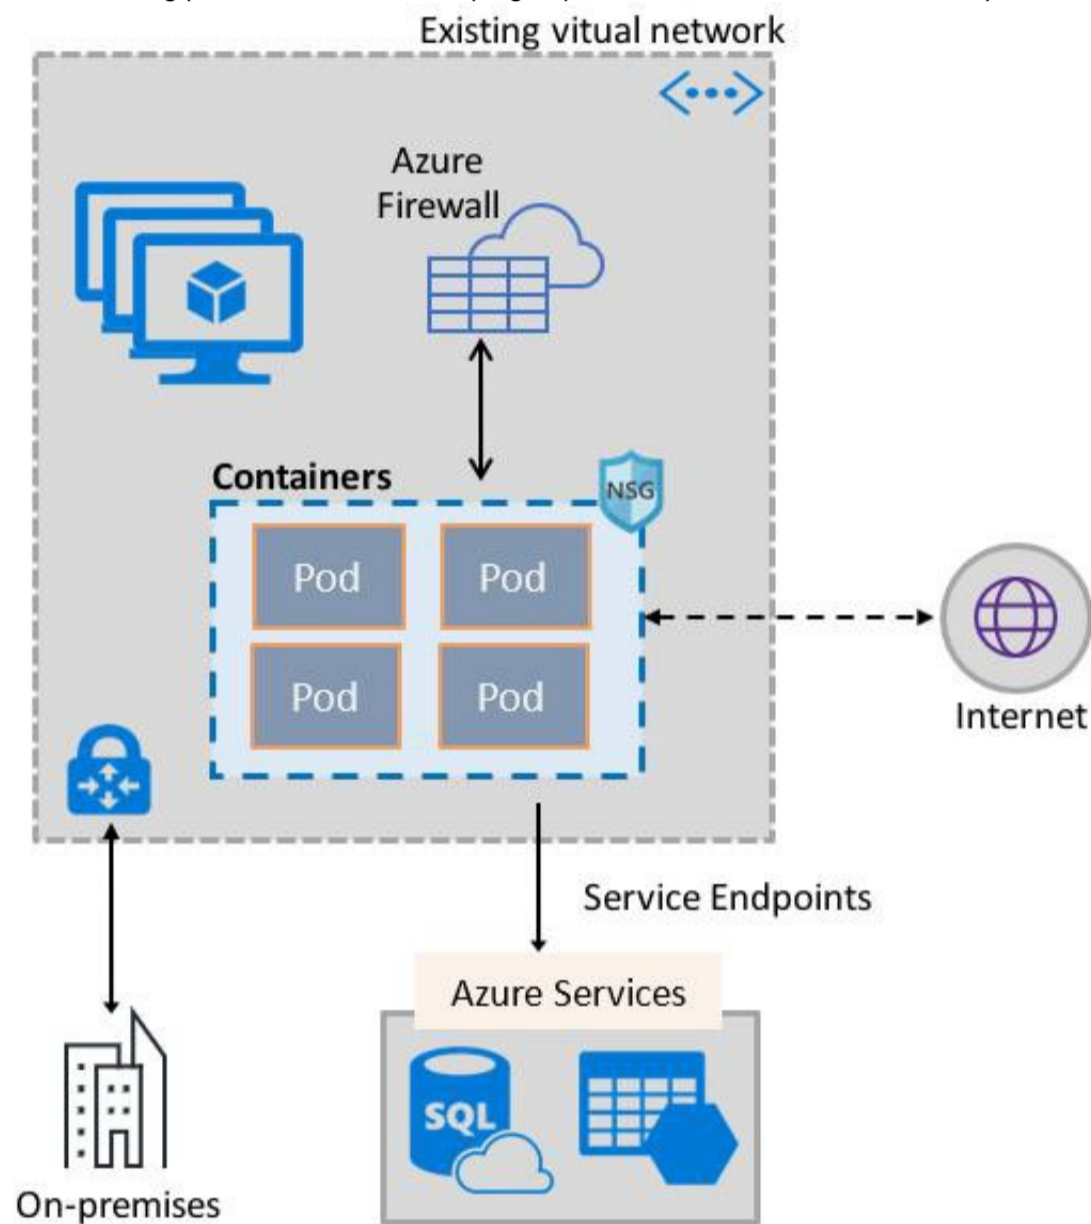 Existing vitual network
Azure
Firewall
Containers
NSG
Pod
Pod
Pod
Pod
Internet
Service Endpoints
Azure Services
SQL
On-premises